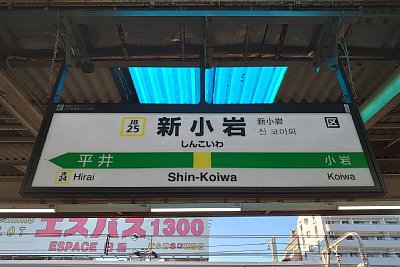 JB
25
新小岩
しんこいわ
新小岩
신 코이와
区
平井
小岩
JB
24
Hirai
Shin-Koiwa
Koiwa
エスパス1300
ESPACE